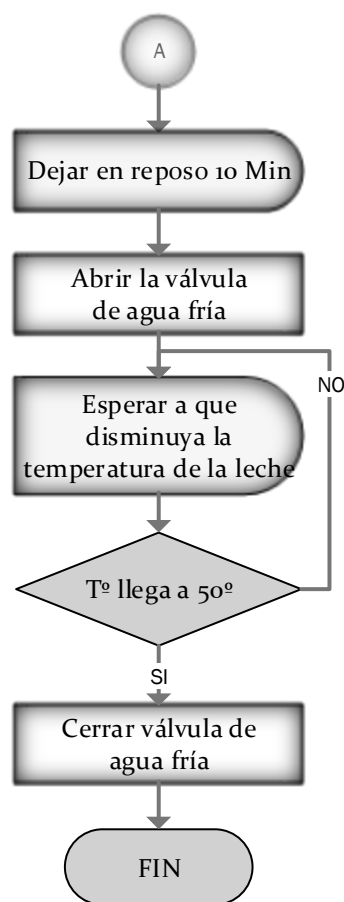 A
Dejar en reposo 10 Min
Abrir la válvula
de agua fría
NO
Esperar a que
disminuya la
temperatura de la leche
Tº llega a 50º
SI
Cerrar válvula de
agua fría
FIN